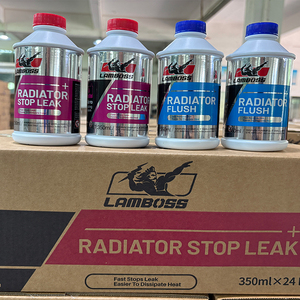 LAMBOSS
RADIATOR
STOP LEAK
LAMBOSS
RADIATOR
STOP LEAK
LAMBOSS
RADIATOR
FLUSH
LAMBOSS
RADIATOR
FLUSH
LAMBOSS
RADIATOR STOP LEAK
Fast Stops Leak
Easier To Dissipate Heat
350ml×24